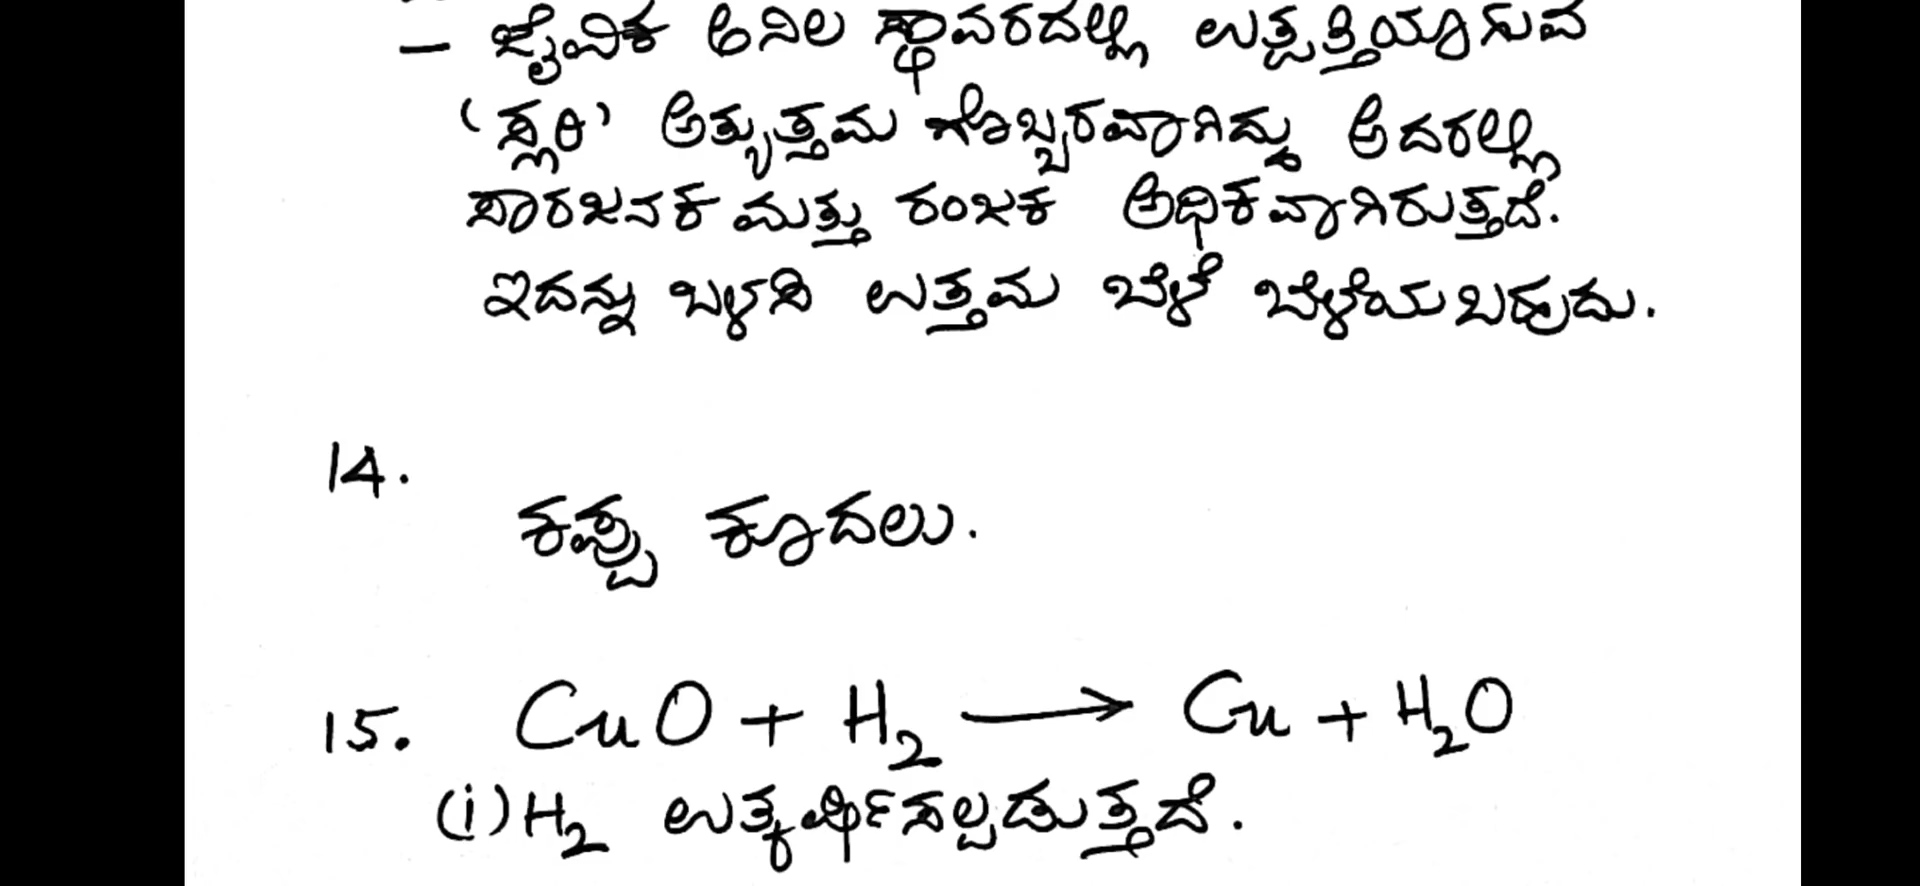 – ಜೈವಿಕ ಅನಿಲ ಸ್ಥಾವರದಲ್ಲಿ ಉತ್ಪತ್ತಿಯಾಗುವ
‘ಸ್ಲರಿ’ ಅತ್ಯುತ್ತಮ ಗೊಬ್ಬರವಾಗಿದ್ದು ಅದರಲ್ಲಿ
ಸಾರಜನಕ ಮತ್ತು ರಂಜಕ ಅಧಿಕವಾಗಿರುತ್ತದೆ.
ಇದನ್ನು ಬಳಸಿ ಉತ್ತಮ ಬೆಳೆ ಬೆಳೆಯಬಹುದು.
14.
ಕಪ್ಪು ಕೂದಲು.
15. CuO + H₂ ⟶ Cu + H₂O
(i) H₂ ಉತ್ಕರ್ಷಿಸಲ್ಪಡುತ್ತದೆ.